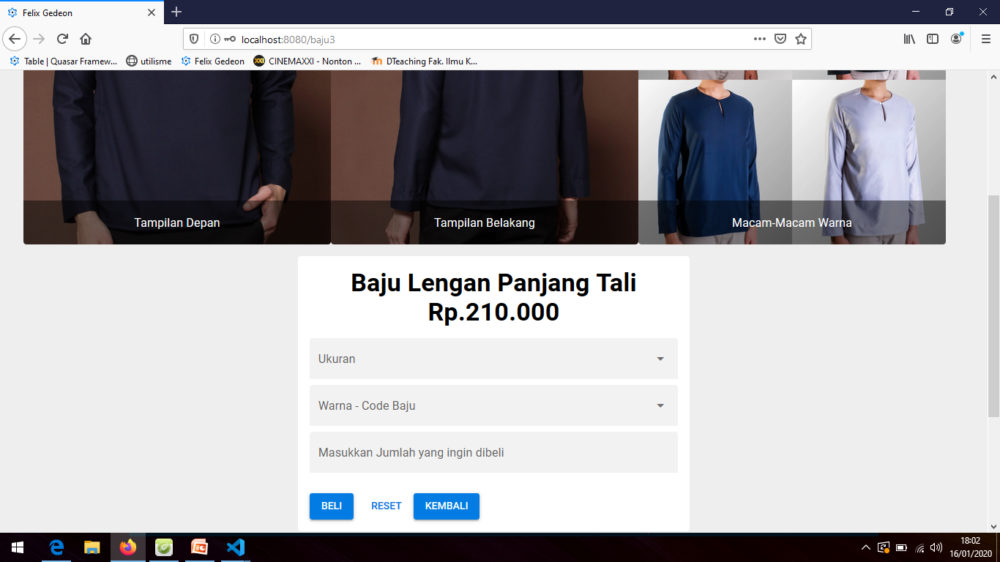 Felix Gedeon
localhost:8080/baju3
Table | Quasar Framew...
utilisme
Felix Gedeon
CINEMAXXI - Nonton ...
DTeaching Fak. Ilmu K...
Tampilan Depan
Tampilan Belakang
Macam-Macam Warna
Baju Lengan Panjang Tali
Rp.210.000
Ukuran
Warna - Code Baju
Masukkan Jumlah yang ingin dibeli
BELI
RESET
KEMBALI
18:02
16/01/2020